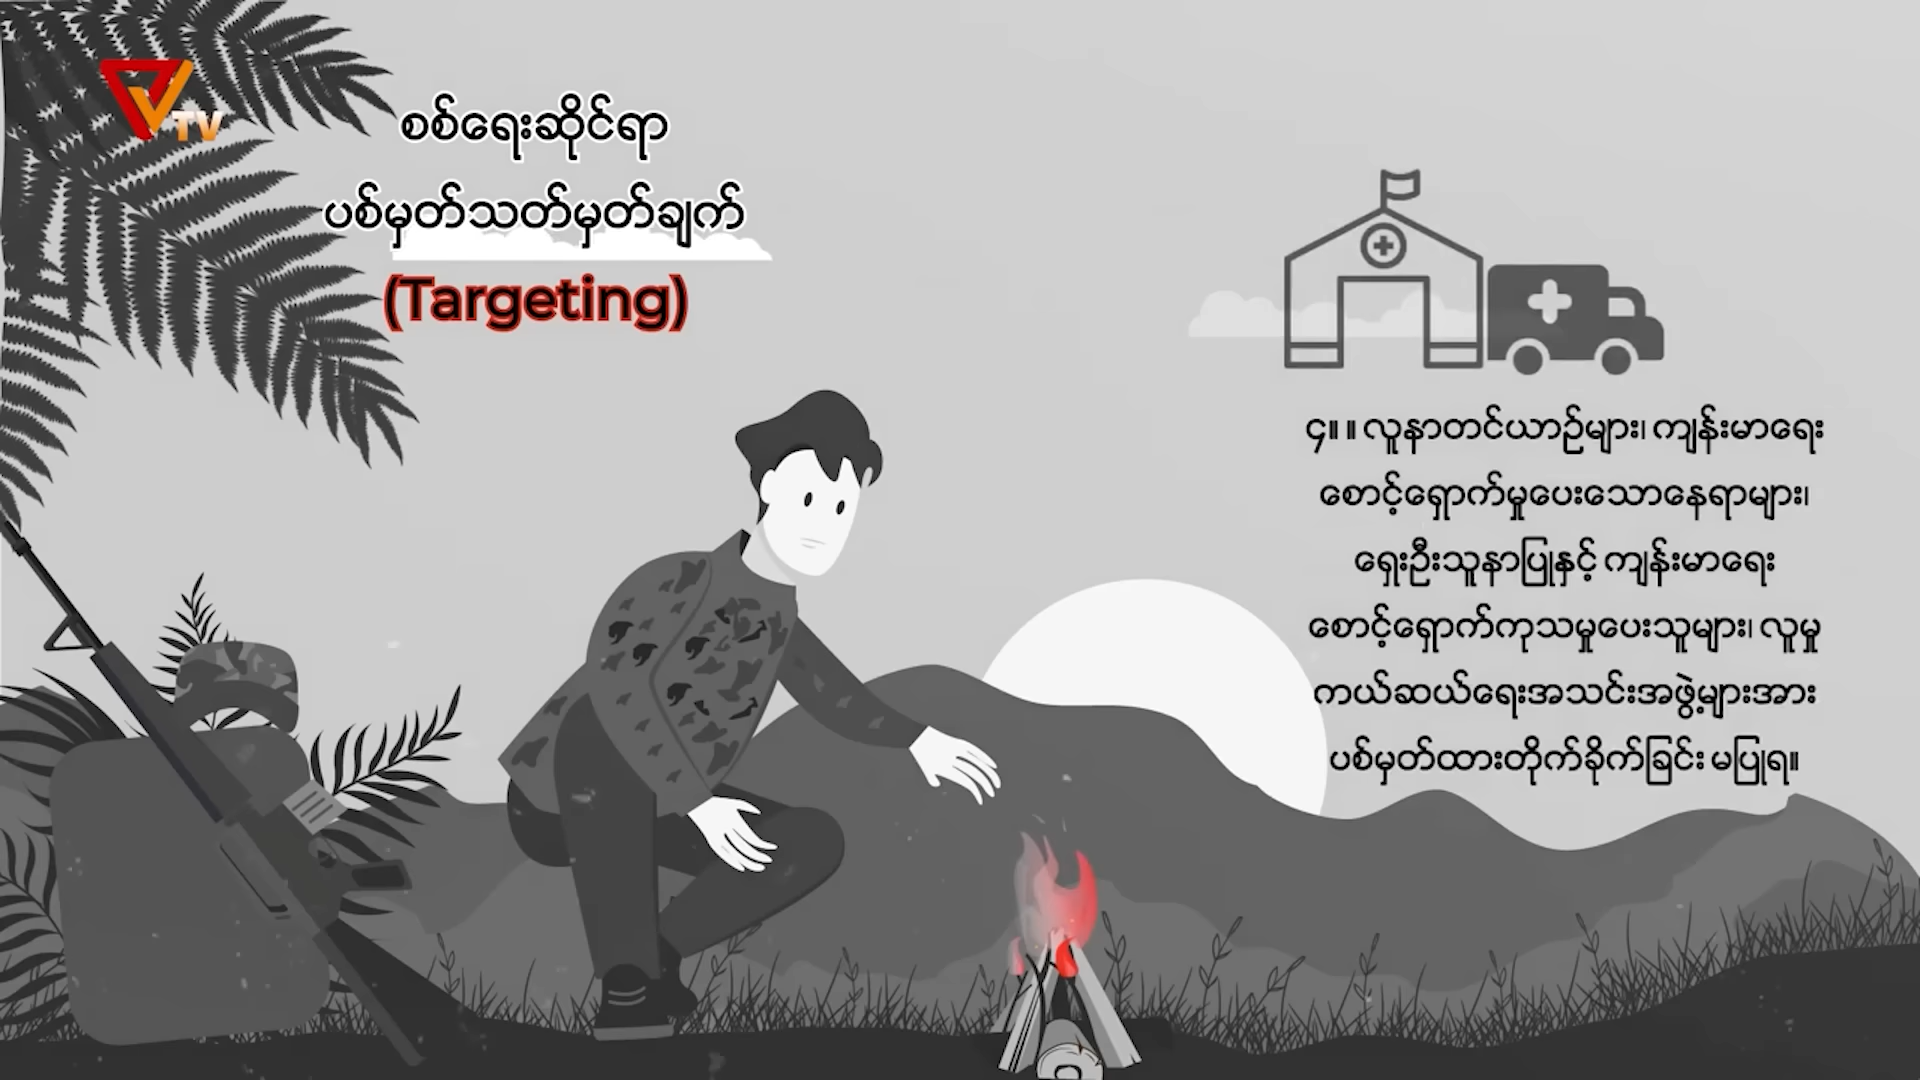 TV
စစ်ရေးဆိုင်ရာ
ပစ်မှတ်သတ်မှတ်ချက်
(Targeting)
၄။ ။ လူနာတင်ယာဉ်များ၊ ကျန်းမာရေး
စောင့်ရှောက်မှုပေးသောနေရာများ၊
ရှေးဦးသူနာပြုနှင့် ကျန်းမာရေး
စောင့်ရှောက်ကုသမှုပေးသူများ၊ လူမှု
ကယ်ဆယ်ရေးအသင်းအဖွဲ့များအား
ပစ်မှတ်ထားတိုက်ခိုက်ခြင်း မပြုရ။